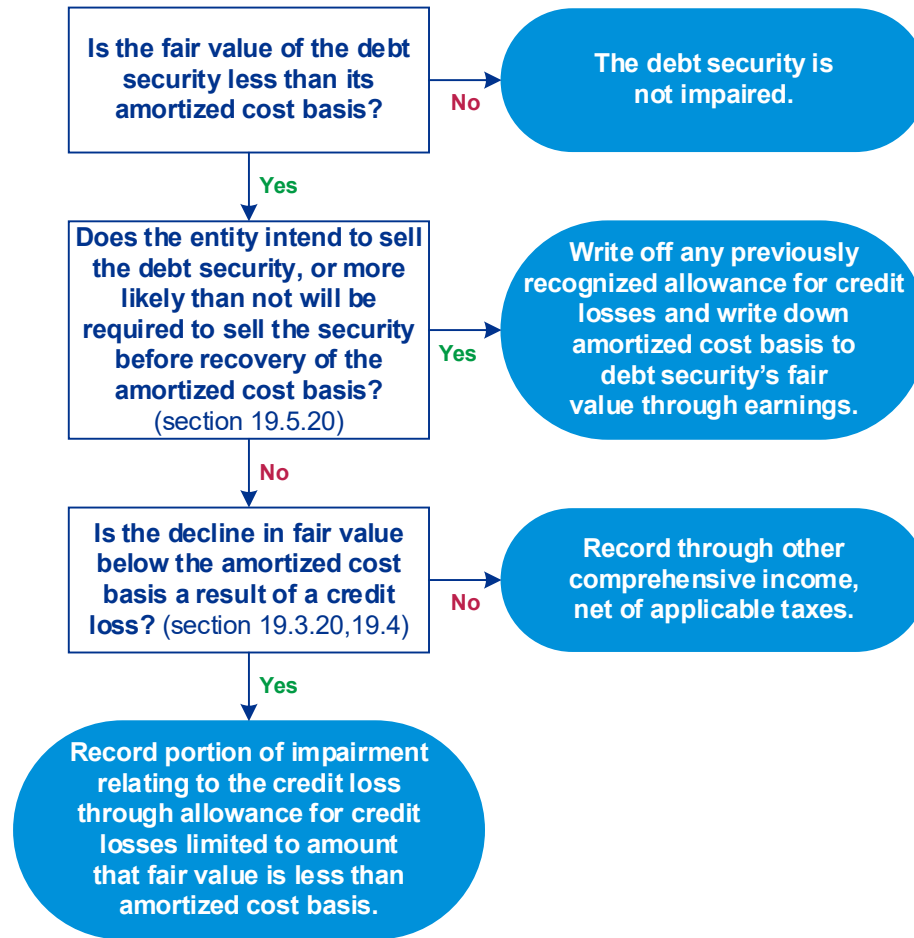 Is the fair value of the debt
security less than its
amortized cost basis?
No
The debt security is
not impaired.
Yes
Does the entity intend to sell
the debt security, or more
likely than not will be
required to sell the security
before recovery of the
amortized cost basis?
(section 19.5.20)
Yes
Write off any previously
recognized allowance for credit
losses and write down
amortized cost basis to
debt security's fair
value through earnings.
No
Is the decline in fair value
below the amortized cost
basis a result of a credit
loss? (section 19.3.20,19.4)
No
Record through other
comprehensive income,
net of applicable taxes.
Yes
Record portion of impairment
relating to the credit loss
through allowance for credit
losses limited to amount
that fair value is less than
amortized cost basis.